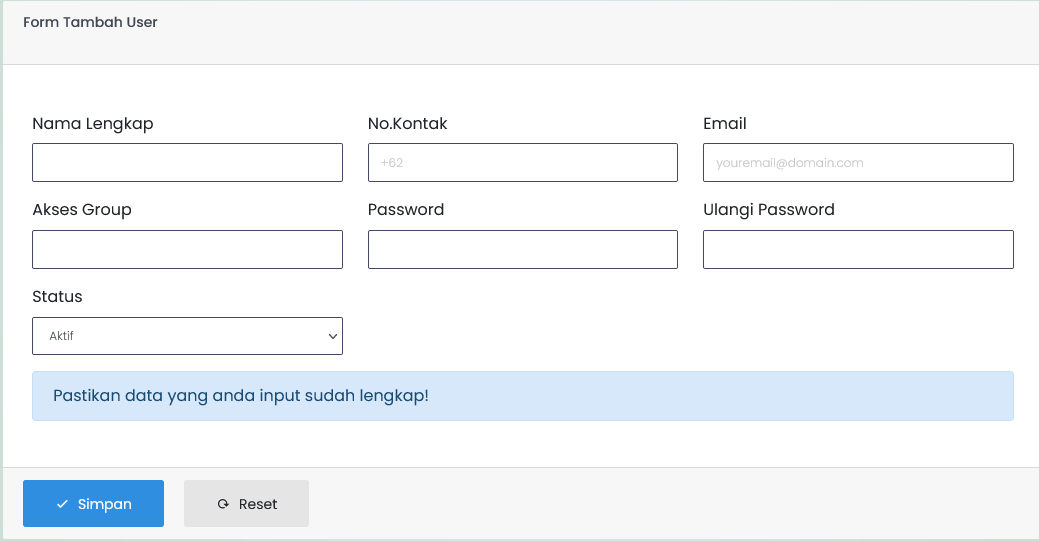 Form Tambah User
Nama Lengkap
No.Kontak
Email
+62
youremail@domain.com
Akses Group
Password
Ulangi Password
Status
Aktif
Pastikan data yang anda input sudah lengkap!
Simpan
Reset